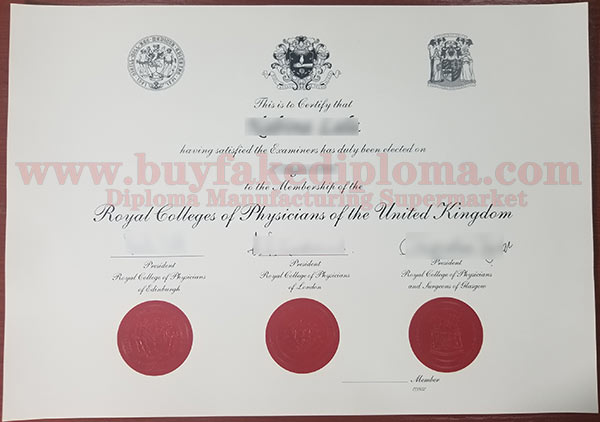 This is to Certify that
having satisfied the Examiners has duly been elected on
www.buyfakediploma.com
Diploma Manufacturing Supermarket
to the Membership of the
Royal Colleges of Physicians of the United Kingdom
President President President
Royal College of Physicians Royal College of Physicians Royal College of Physicians
of Edinburgh of London and Surgeons of Glasgow
Member